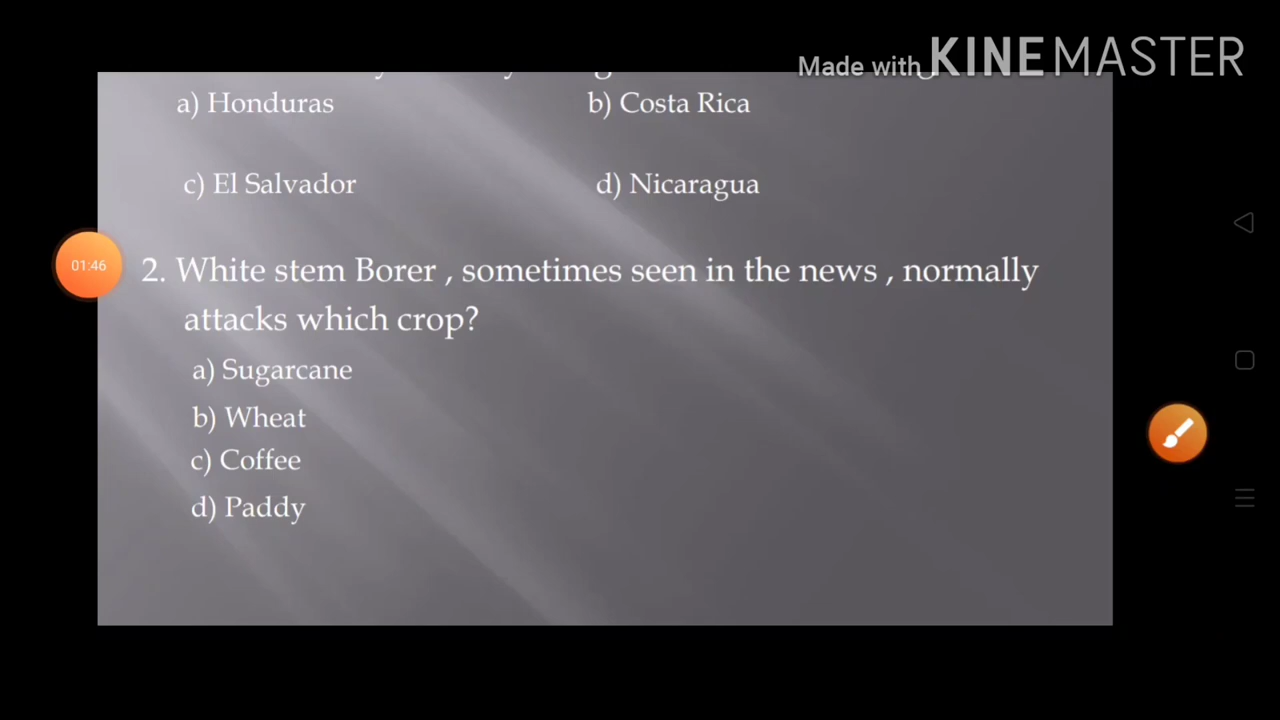 Made with KINEMASTER
a) Honduras b) Costa Rica
c) El Salvador d) Nicaragua
01:46
2. White stem Borer , sometimes seen in the news , normally
attacks which crop?
a) Sugarcane
b) Wheat
c) Coffee
d) Paddy